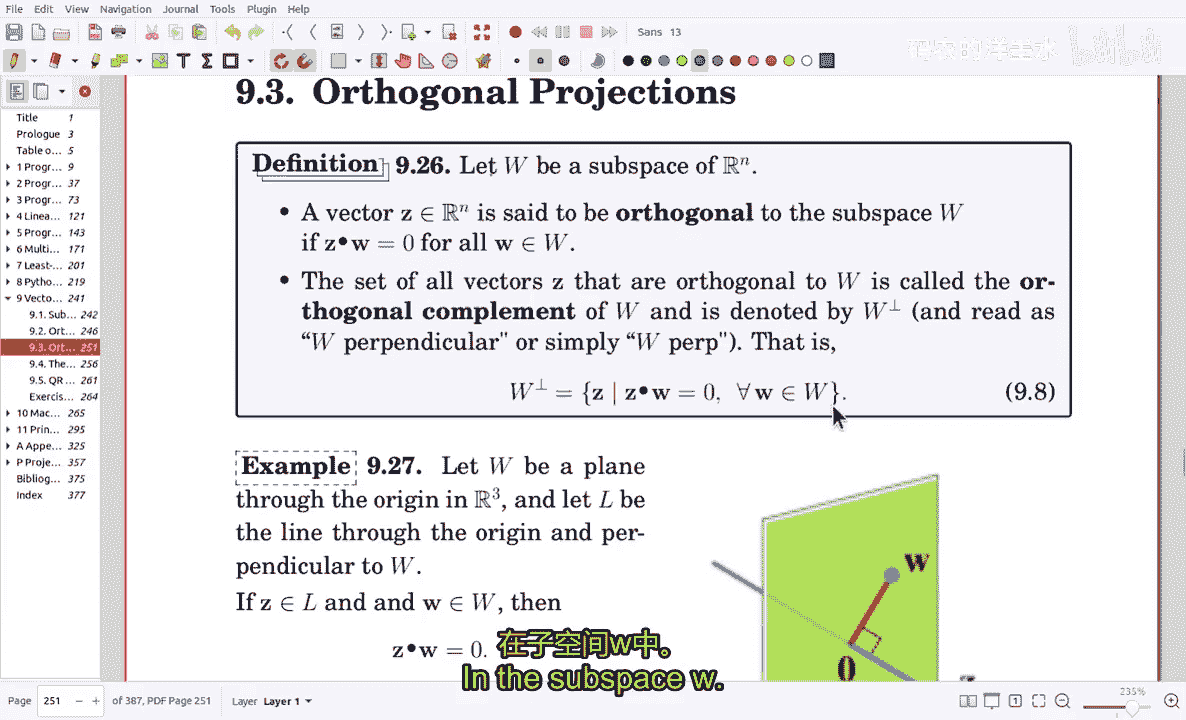 File Edit View Navigation Journal Tools Plugin Help
Sans 13
bilibili
9.3. Orthogonal Projections
Title 1
Prologue 3
Table o... 5
1 Progr... 9
2 Progr... 37
3 Progr... 73
4 Linea... 121
5 Progr... 143
6 Multi... 171
7 Least-... 201
8 Pytho... 219
9 Vecto... 241
9.1. Sub... 242
9.2. Ort... 246
9.3. Ort... 251
9.4. The... 256
9.5. QR ... 261
Exercis... 264
10 Mac... 265
11 Prin... 295
A Appe... 325
P Proje... 357
Bibliog... 375
Index 377
Definition 9.26. Let W be a subspace of ℝⁿ.
• A vector z ∈ ℝⁿ is said to be orthogonal to the subspace W
if z•w = 0 for all w ∈ W.
• The set of all vectors z that are orthogonal to W is called the or-
thogonal complement of W and is denoted by W⊥ (and read as
“W perpendicular" or simply “W perp"). That is,
W⊥ = {z | z•w = 0, ∀ w ∈ W}. (9.8)
Example 9.27. Let W be a plane
through the origin in ℝ³, and let L be
the line through the origin and per-
pendicular to W.
If z ∈ L and and w ∈ W, then
z•w = 0.
w
0
在子空间w中。
In the subspace w.
Page 251 of 387, PDF Page 251 Layer Layer 1 235%